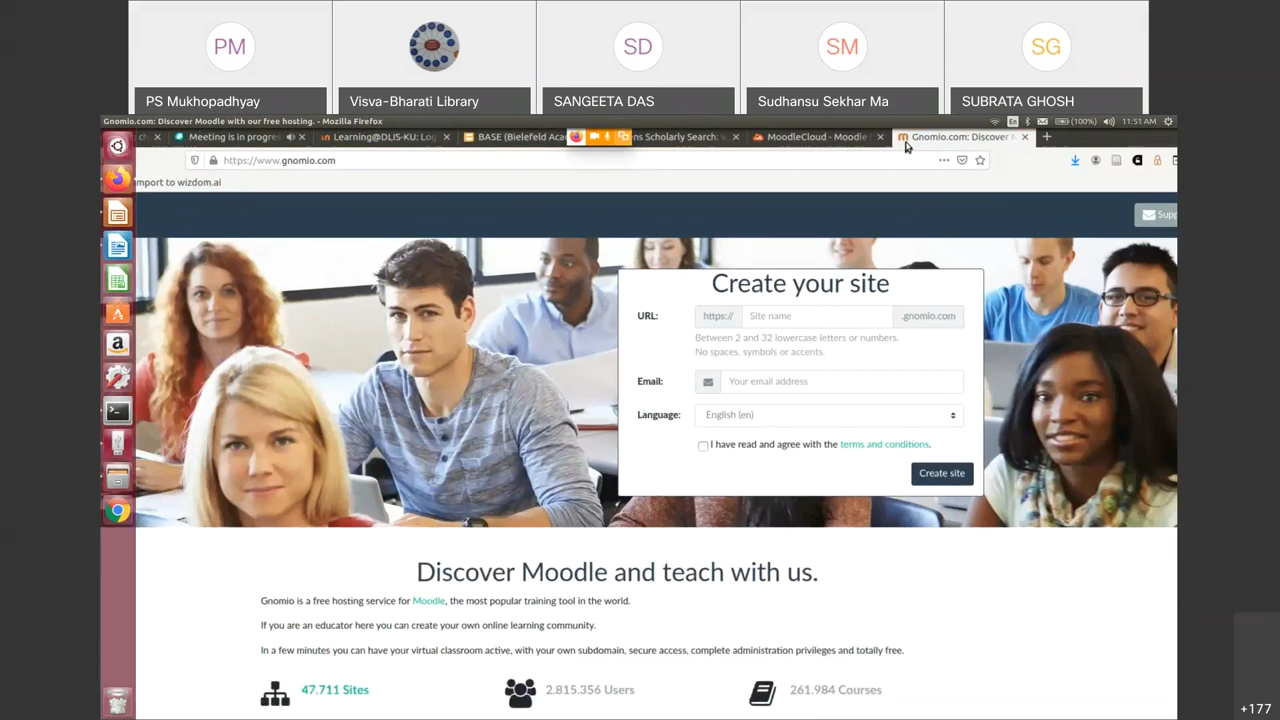 PM
SD
SM
SG
PS Mukhopadhyay
Visva-Bharati Library
SANGEETA DAS
Sudhansu Sekhar Ma
SUBRATA GHOSH
Gnomio.com: Discover Moodle with our free hosting. - Mozilla Firefox
En
(100%)
11:51 AM
Meeting is in progres
Learning@DLIS-KU: Log
BASE (Bielefeld Acad
ens Scholarly Search: w
MoodleCloud - Moodle
Gnomio.com: Discover M
https://www.gnomio.com
mport to wizdom.ai
Supp
Create your site
URL:
https://
Site name
.gnomio.com
Between 2 and 32 lowercase letters or numbers.
No spaces, symbols or accents.
Email:
Your email address
Language:
English (en)
I have read and agree with the terms and conditions.
Create site
Discover Moodle and teach with us.
Gnomio is a free hosting service for Moodle, the most popular training tool in the world.
If you are an educator here you can create your own online learning community.
In a few minutes you can have your virtual classroom active, with your own subdomain, secure access, complete administration privileges and totally free.
47.711 Sites
2.815.356 Users
261.984 Courses
+177